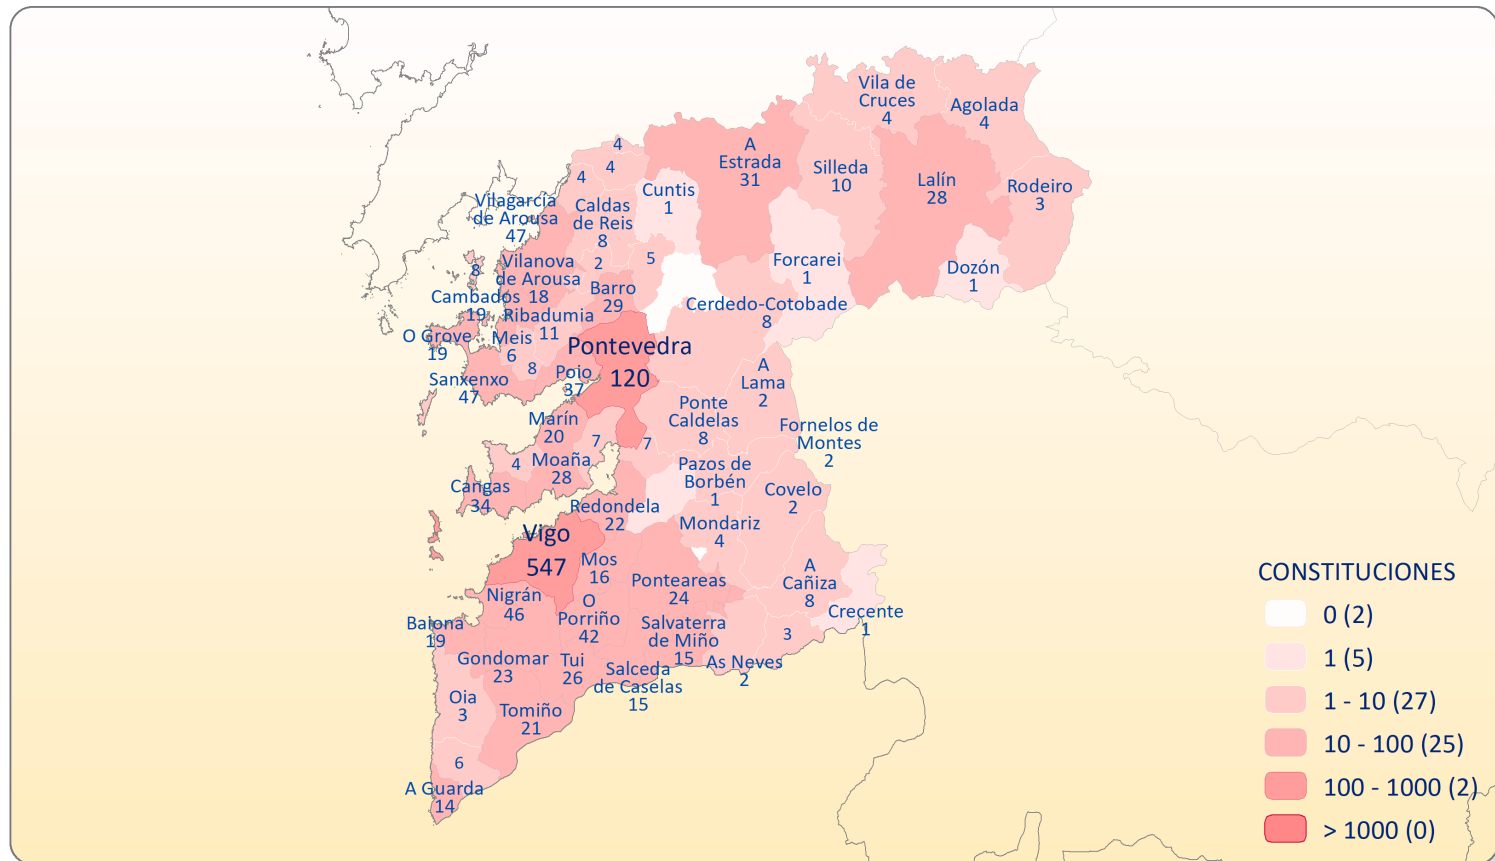 Vila de
Cruces
4
Agolada
4
4
A
Estrada
31
4
4
Silleda
10
Lalín
28
Rodeiro
3
Cuntis
1
Vilagarcía
de Arousa
47
Caldas
de Reis
8
5
2
8
Vilanova
de Arousa
18
Forcarei
1
Dozón
1
Barro
29
Cambados
19
Ribadumia
11
Cerdedo-Cotobade
8
O Grove
19
Meis
6
Pontevedra
120
8
Poio
37
Sanxenxo
47
A
Lama
2
Ponte
Caldelas
8
Marín
20
7
7
Fornelos de
Montes
2
4
Moaña
28
Pazos de
Borbén
1
Cangas
34
Covelo
2
Redondela
22
Mondariz
4
Vigo
547
Mos
16
Ponteareas
24
A
Cañiza
8
Nigrán
46
O
Porriño
42
Crecente
1
Baiona
19
Salvaterra
de Miño
15
3
Gondomar
23
Tui
26
Salceda
de Caselas
15
As Neves
2
Oia
3
Tomiño
21
6
A Guarda
14
CONSTITUCIONES
0 (2)
1 (5)
1 - 10 (27)
10 - 100 (25)
100 - 1000 (2)
> 1000 (0)